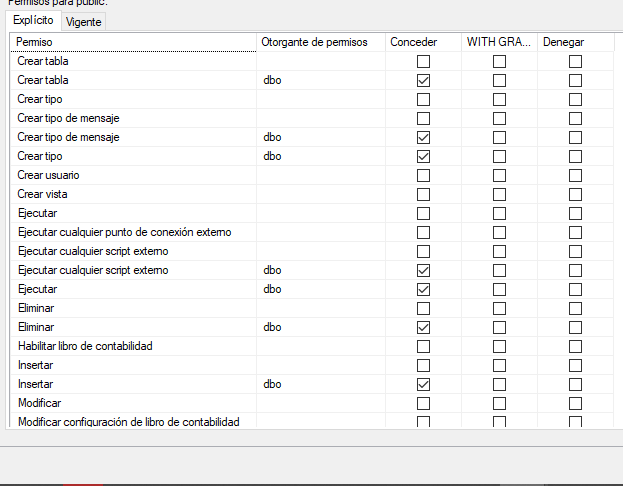 Permisos para public:
Explícito Vigente
Permiso Otorgante de permisos Conceder WITH GRA... Denegar
Crear tabla
Crear tabla dbo
Crear tipo
Crear tipo de mensaje
Crear tipo de mensaje dbo
Crear tipo dbo
Crear usuario
Crear vista
Ejecutar
Ejecutar cualquier punto de conexión externo
Ejecutar cualquier script externo
Ejecutar cualquier script externo dbo
Ejecutar dbo
Eliminar
Eliminar dbo
Habilitar libro de contabilidad
Insertar
Insertar dbo
Modificar
Modificar configuración de libro de contabilidad